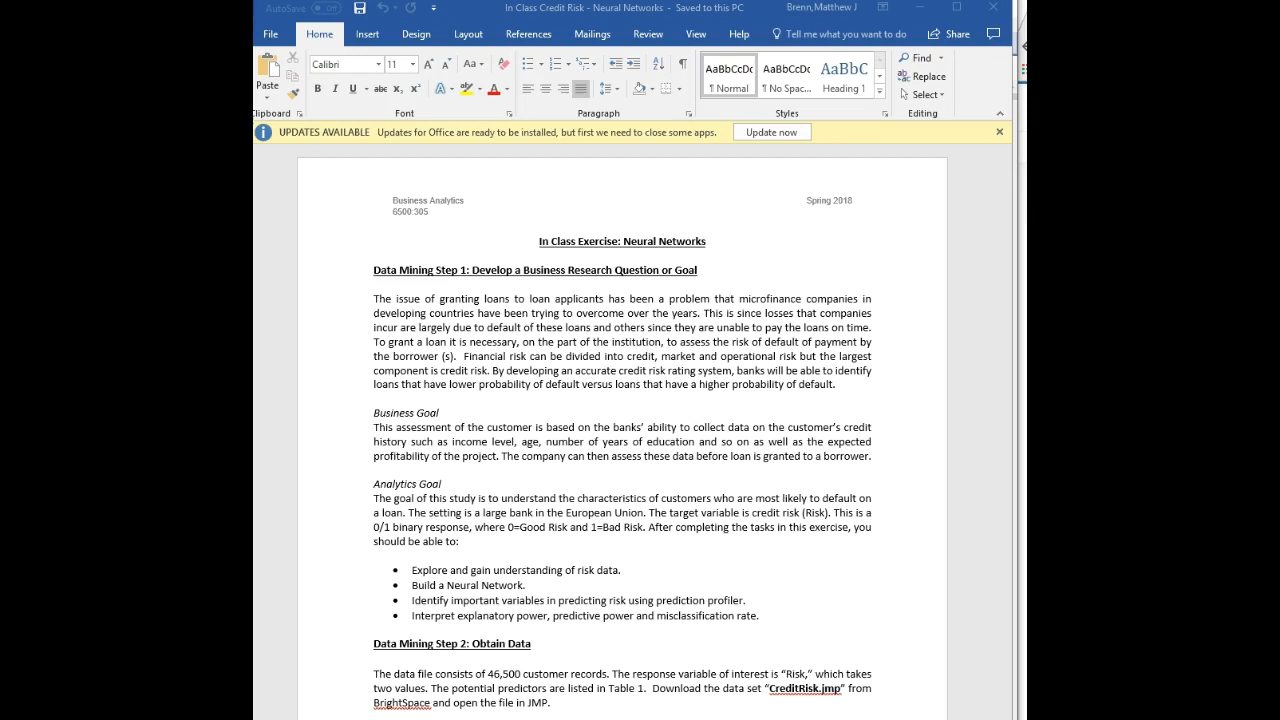 AutoSave Off In Class Credit Risk - Neural Networks - Saved to this PC Brenn,Matthew J
File Home Insert Design Layout References Mailings Review View Help Tell me what you want to do Share
Calibri 11 Aa AaBbCcDc AaBbCcDc AaBbC Find
Paste B I U abc x₂ x² A A ¶ Normal ¶ No Spac... Heading 1 Replace
Select
Clipboard Font Paragraph Styles Editing
UPDATES AVAILABLE Updates for Office are ready to be installed, but first we need to close some apps. Update now
Business Analytics Spring 2018
6500:305
In Class Exercise: Neural Networks
Data Mining Step 1: Develop a Business Research Question or Goal
The issue of granting loans to loan applicants has been a problem that microfinance companies in
developing countries have been trying to overcome over the years. This is since losses that companies
incur are largely due to default of these loans and others since they are unable to pay the loans on time.
To grant a loan it is necessary, on the part of the institution, to assess the risk of default of payment by
the borrower (s). Financial risk can be divided into credit, market and operational risk but the largest
component is credit risk. By developing an accurate credit risk rating system, banks will be able to identify
loans that have lower probability of default versus loans that have a higher probability of default.
Business Goal
This assessment of the customer is based on the banks’ ability to collect data on the customer’s credit
history such as income level, age, number of years of education and so on as well as the expected
profitability of the project. The company can then assess these data before loan is granted to a borrower.
Analytics Goal
The goal of this study is to understand the characteristics of customers who are most likely to default on
a loan. The setting is a large bank in the European Union. The target variable is credit risk (Risk). This is a
0/1 binary response, where 0=Good Risk and 1=Bad Risk. After completing the tasks in this exercise, you
should be able to:
• Explore and gain understanding of risk data.
• Build a Neural Network.
• Identify important variables in predicting risk using prediction profiler.
• Interpret explanatory power, predictive power and misclassification rate.
Data Mining Step 2: Obtain Data
The data file consists of 46,500 customer records. The response variable of interest is “Risk,” which takes
two values. The potential predictors are listed in Table 1. Download the data set “CreditRisk.jmp” from
BrightSpace and open the file in JMP.